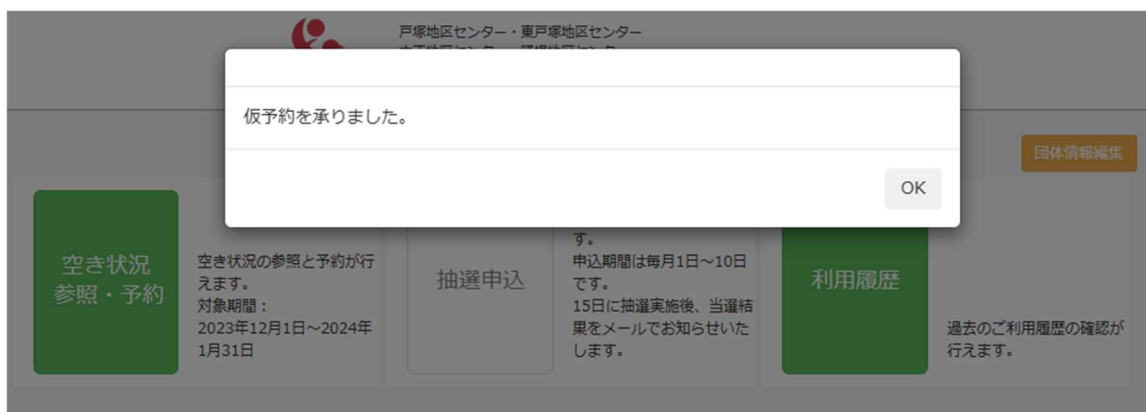 戸塚地区センター・東戸塚地区センター
仮予約を承りました。
OK
団体情報編集
空き状況
参照・予約
空き状況の参照と予約が行
えます。
対象期間：
2023年12月1日～2024年
1月31日
抽選申込
す。
申込期間は毎月1日～10日
です。
15日に抽選実施後、当選結
果をメールでお知らせいた
します。
利用履歴
過去のご利用履歴の確認が
行えます。